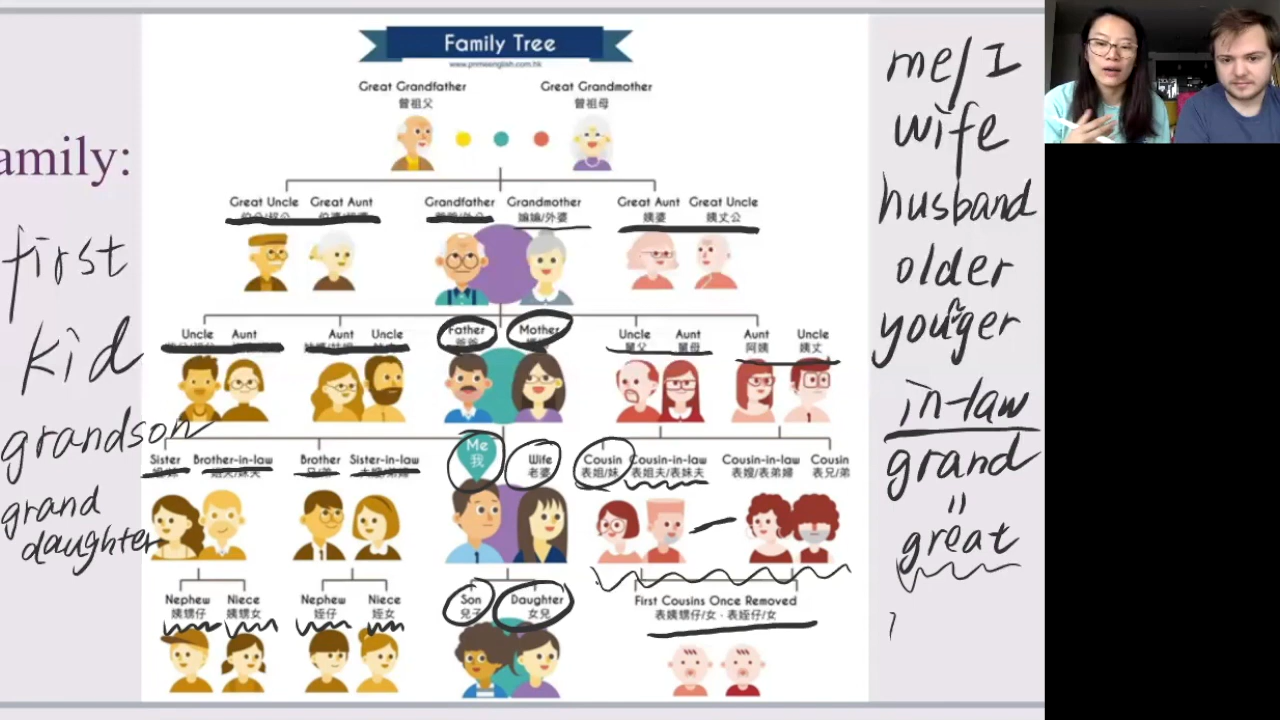 Family Tree
www.primeenglish.com.hk
Great Grandfather Great Grandmother
曾祖父 曾祖母
amily:
Great Uncle Great Aunt Grandfather Grandmother Great Aunt Great Uncle
嫲嫲/外婆 姨婆 姨丈公
Uncle Aunt Aunt Uncle Father Mother Uncle Aunt Aunt Uncle
舅父 舅母 阿姨 姨丈
Sister Brother-in-law Brother Sister-in-law Me Wife Cousin Cousin-in-law Cousin-in-law Cousin
我 老婆 表姐/妹 表姐夫/表妹夫 表嫂/表弟婦 表兄/弟
Nephew Niece Nephew Niece Son Daughter First Cousins Once Removed
姨甥仔 姨甥女 姪仔 姪女 兒子 女兒 表姨甥仔/女、表姪仔/女
first
kid
grandson
grand
daughter
me/I
wife
husband
older
younger
in-law
grand
"
great